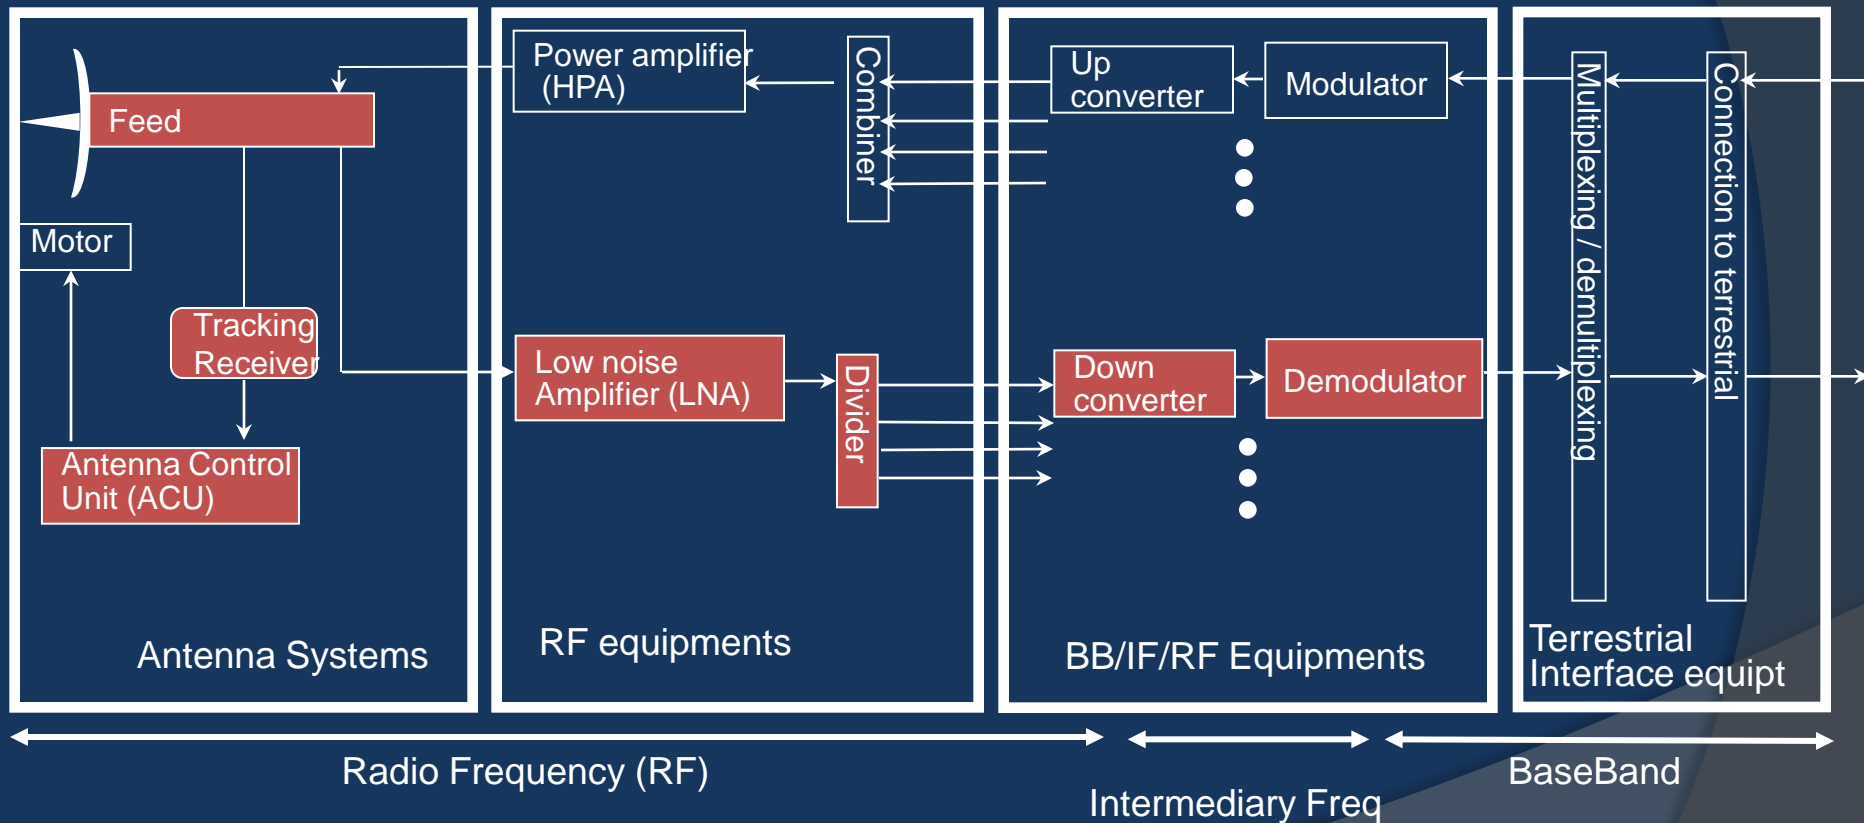 Power amplifier
(HPA)
Combiner
Up
converter
Modulator
Multiplexing / demultiplexing
Connection to terrestrial
Feed
Motor
Tracking
Receiver
Low noise
Amplifier (LNA)
Divider
Down
converter
Demodulator
Antenna Control
Unit (ACU)
Antenna Systems
RF equipments
BB/IF/RF Equipments
Terrestrial
Interface equipt
Radio Frequency (RF)
Intermediary Freq
BaseBand